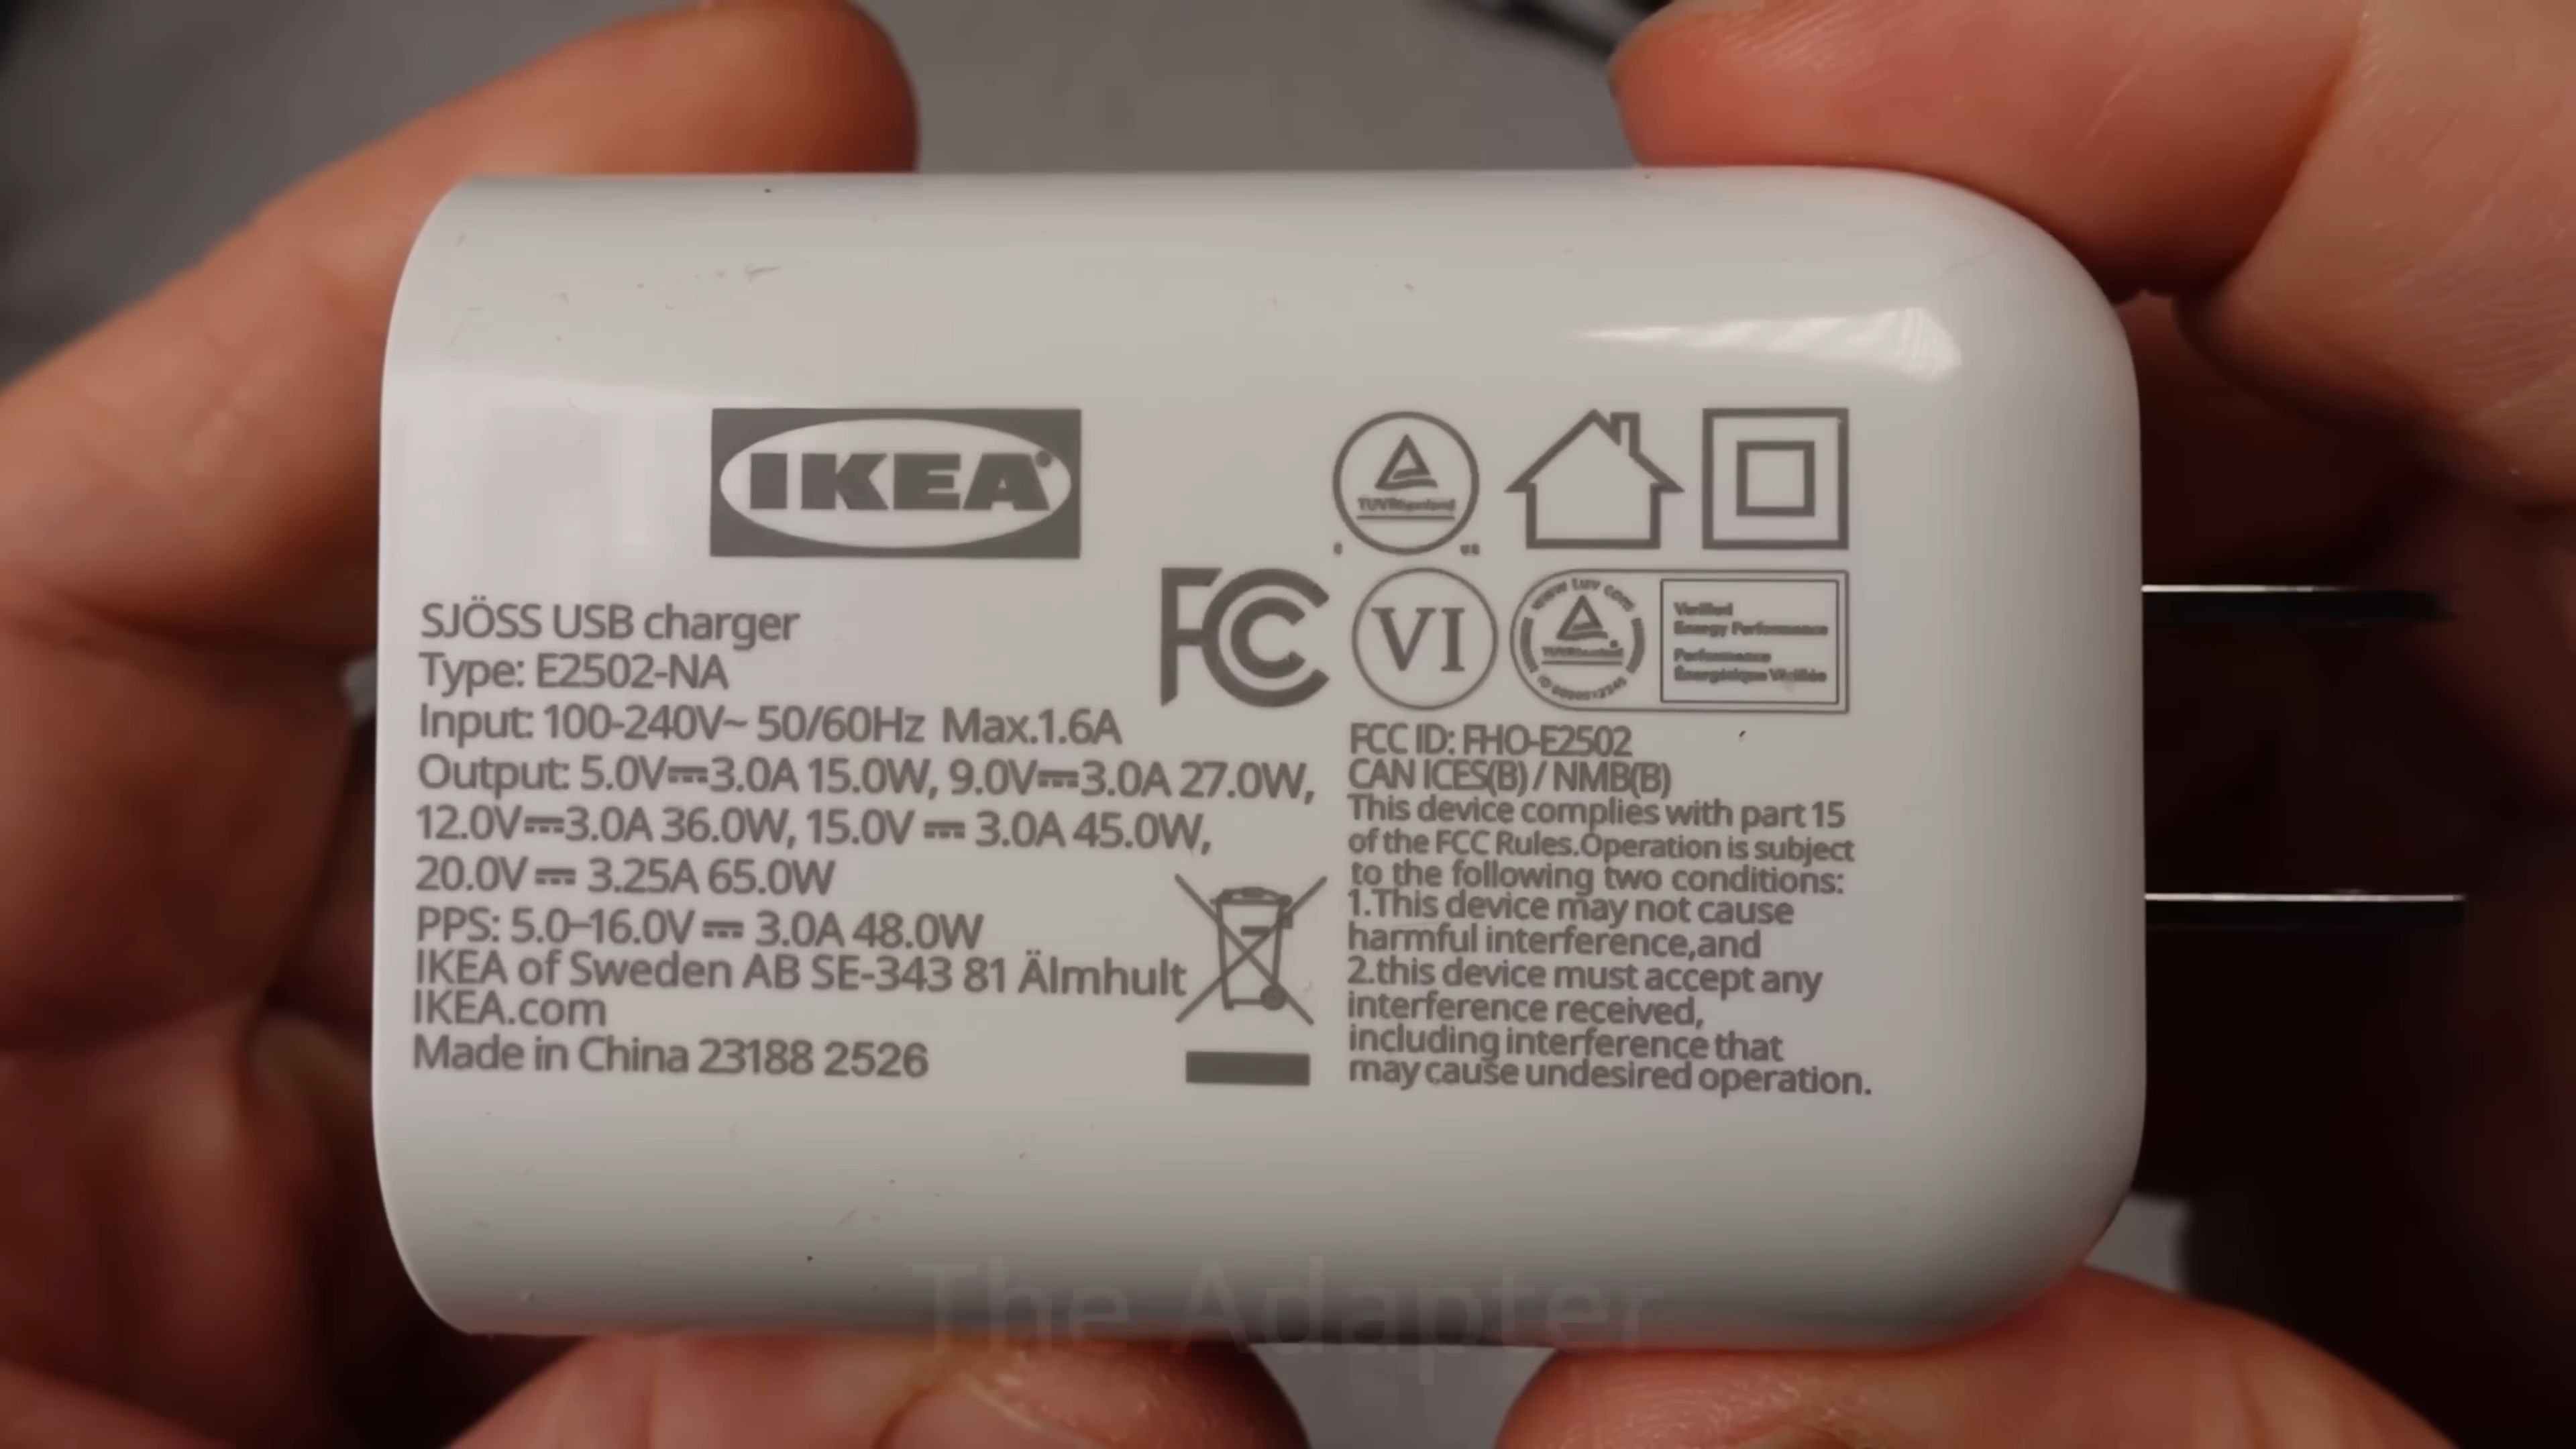 IKEA®
TÜVRheinland
C US
SJÖSS USB charger
Type: E2502-NA
Input: 100-240V~ 50/60Hz Max.1.6A
Output: 5.0V⎓3.0A 15.0W, 9.0V⎓3.0A 27.0W,
12.0V⎓3.0A 36.0W, 15.0V ⎓ 3.0A 45.0W,
20.0V ⎓ 3.25A 65.0W
PPS: 5.0–16.0V ⎓ 3.0A 48.0W
IKEA of Sweden AB SE-343 81 Älmhult
IKEA.com
Made in China 23188 2526
FC
VI
www.tuv.com
TÜVRheinland
Verified
Energy Performance
Performance
Énergétique Vérifiée
FCC ID: FHO-E2502
CAN ICES(B) / NMB(B)
This device complies with part 15
of the FCC Rules.Operation is subject
to the following two conditions:
1.This device may not cause
harmful interference,and
2.this device must accept any
interference received,
including interference that
may cause undesired operation.
The Adapter